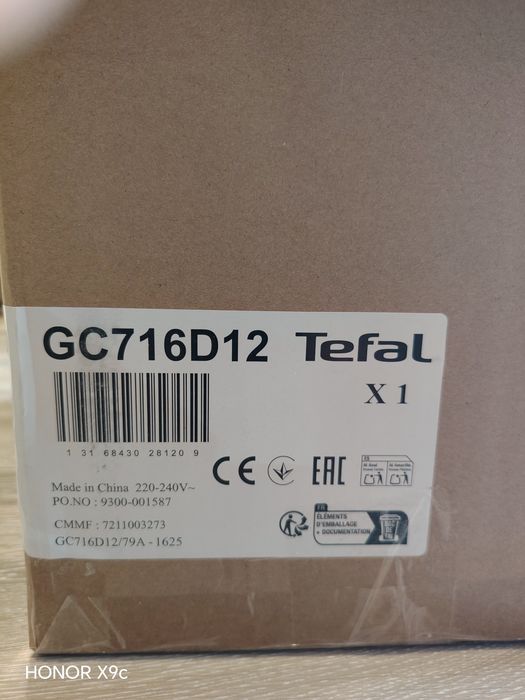 GC716D12 Tefal
X 1
1 31 68430 28120 9
CE EAC
Made in China 220-240V~
PO.NO : 9300-001587
CMMF : 7211003273
GC716D12/79A - 1625
ES
FR
ÉLÉMENTS
D'EMBALLAGE
+ DOCUMENTATION
HONOR X9c